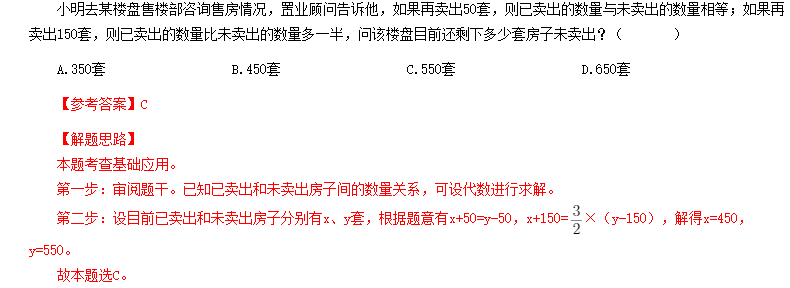 小明去某楼盘售楼部咨询售房情况，置业顾问告诉他，如果再卖出50套，则已卖出的数量与未卖出的数量相等；如果再
卖出150套，则已卖出的数量比未卖出的数量多一半，问该楼盘目前还剩下多少套房子未卖出？（　　）
A.350套 B.450套 C.550套 D.650套
【参考答案】C
【解题思路】
本题考查基础应用。
第一步：审阅题干。已知已卖出和未卖出房子间的数量关系，可设代数进行求解。
第二步：设目前已卖出和未卖出房子分别有x、y套，根据题意有x+50=y-50，x+150=3/2×（y-150），解得x=450，
y=550。
故本题选C。